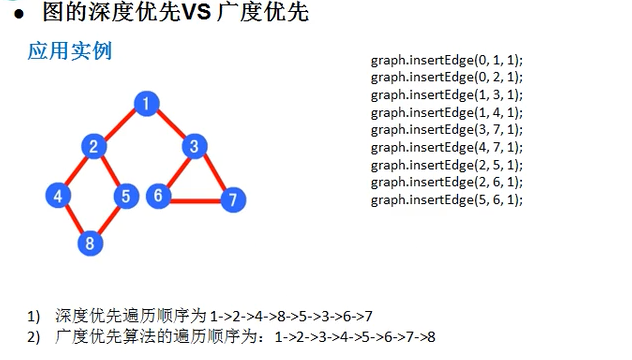 ● 图的深度优先VS 广度优先
应用实例
graph.insertEdge(0, 1, 1);
graph.insertEdge(0, 2, 1);
graph.insertEdge(1, 3, 1);
graph.insertEdge(1, 4, 1);
graph.insertEdge(3, 7, 1);
graph.insertEdge(4, 7, 1);
graph.insertEdge(2, 5, 1);
graph.insertEdge(2, 6, 1);
graph.insertEdge(5, 6, 1);
1
2 3
4 5 6 7
8
1) 深度优先遍历顺序为 1->2->4->8->5->3->6->7
2) 广度优先算法的遍历顺序为：1->2->3->4->5->6->7->8